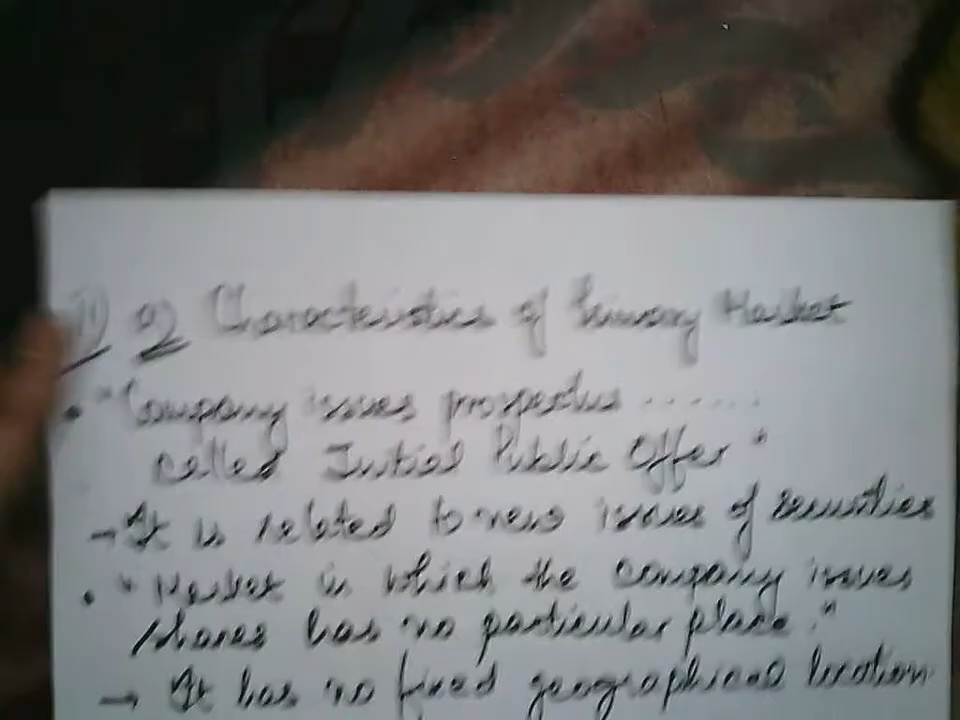 11) a) Characteristics of Primary Market
• "Company issues prospectus ......
called Initial Public Offer"
→ It is related to new issues of securities
• "Market in which the company issues
shares has no particular place."
→ It has no fixed geographical location